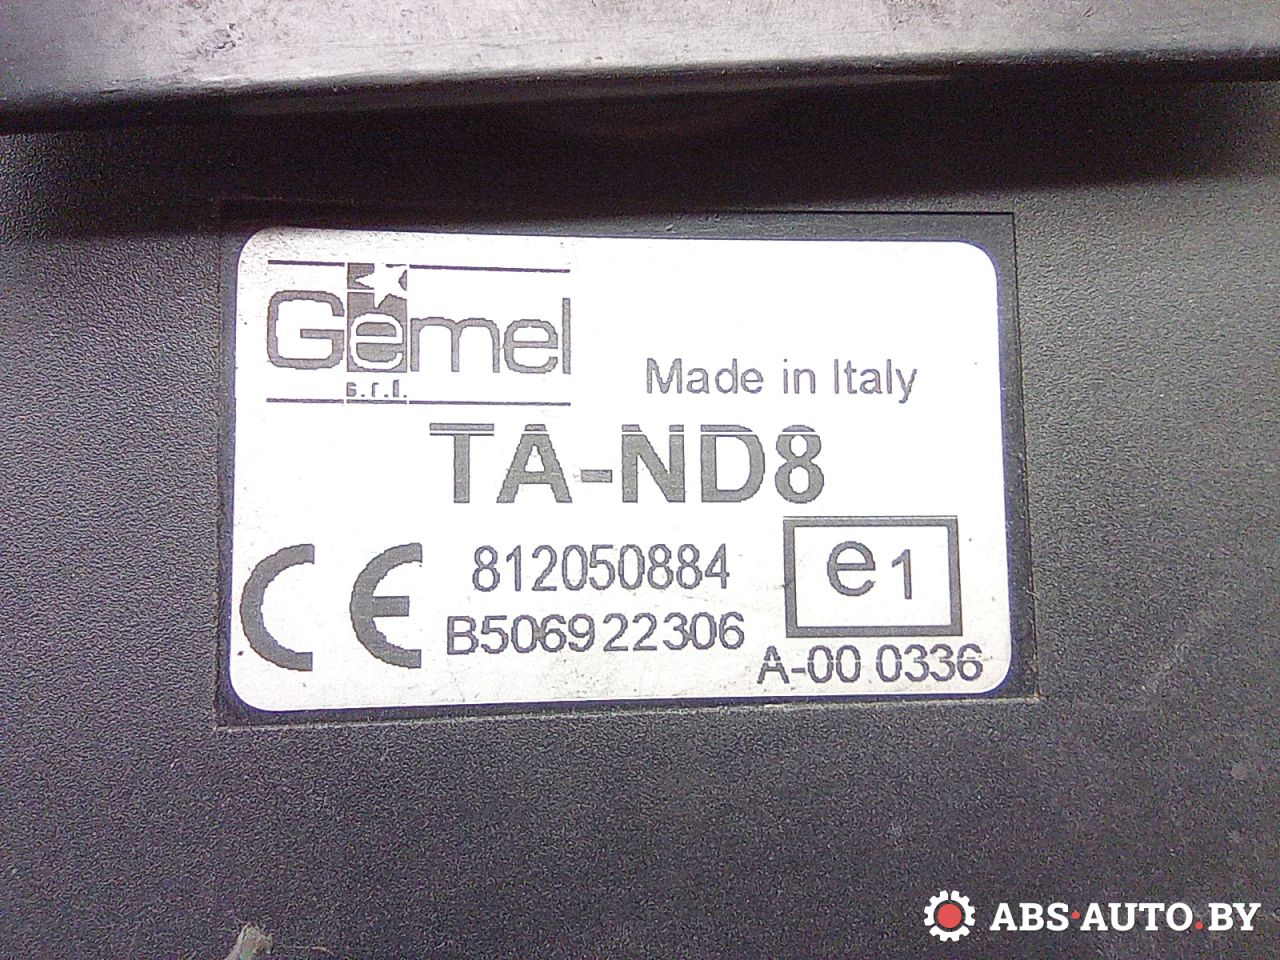 Gemel
s.r.l.
Made in Italy
TA-ND8
CE
812050884
e1
B506922306
A-00 0336
ABS·AUTO.BY